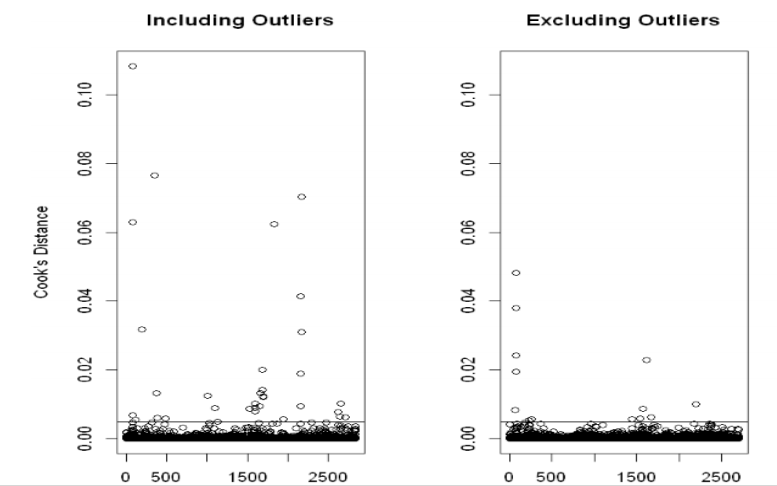 Including Outliers
Excluding Outliers
Cook's Distance
0.10
0.08
0.06
0.04
0.02
0.00
0 500 1500 2500
0.10
0.08
0.06
0.04
0.02
0.00
0 500 1500 2500